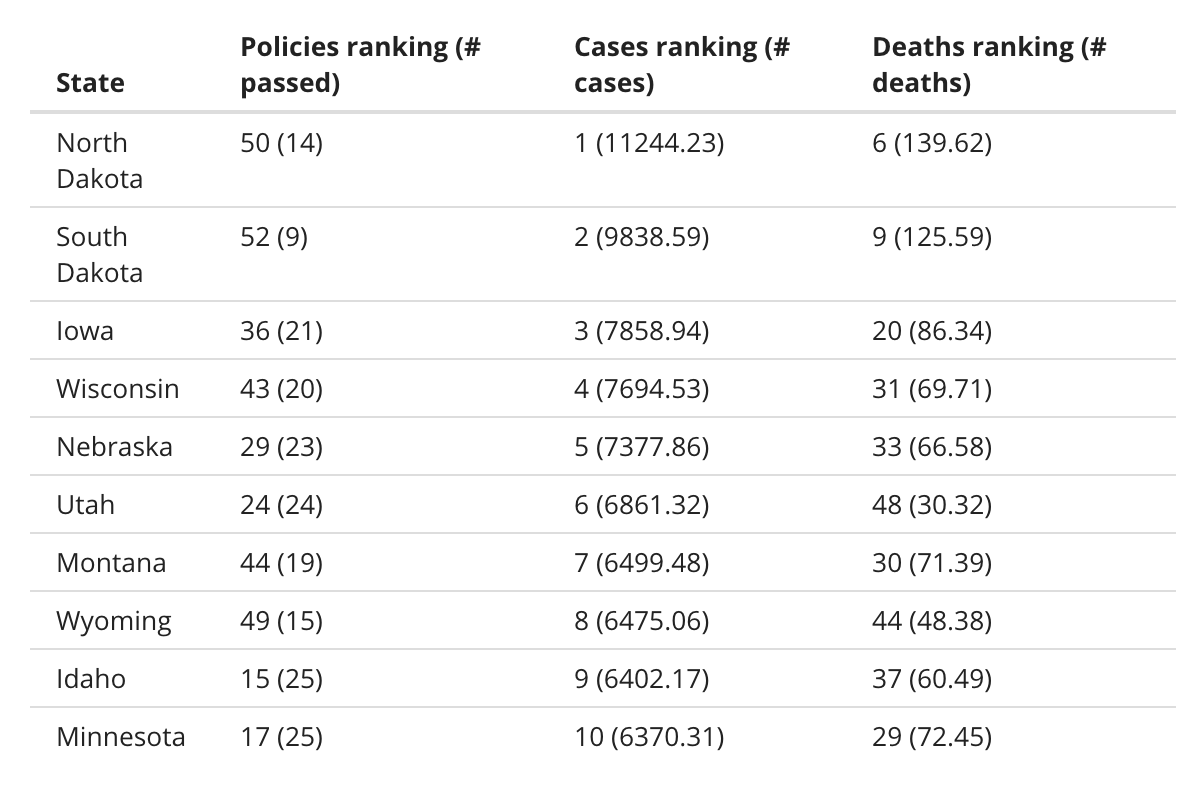 State Policies ranking (# passed) Cases ranking (# cases) Deaths ranking (# deaths)
North Dakota 50 (14) 1 (11244.23) 6 (139.62)
South Dakota 52 (9) 2 (9838.59) 9 (125.59)
Iowa 36 (21) 3 (7858.94) 20 (86.34)
Wisconsin 43 (20) 4 (7694.53) 31 (69.71)
Nebraska 29 (23) 5 (7377.86) 33 (66.58)
Utah 24 (24) 6 (6861.32) 48 (30.32)
Montana 44 (19) 7 (6499.48) 30 (71.39)
Wyoming 49 (15) 8 (6475.06) 44 (48.38)
Idaho 15 (25) 9 (6402.17) 37 (60.49)
Minnesota 17 (25) 10 (6370.31) 29 (72.45)